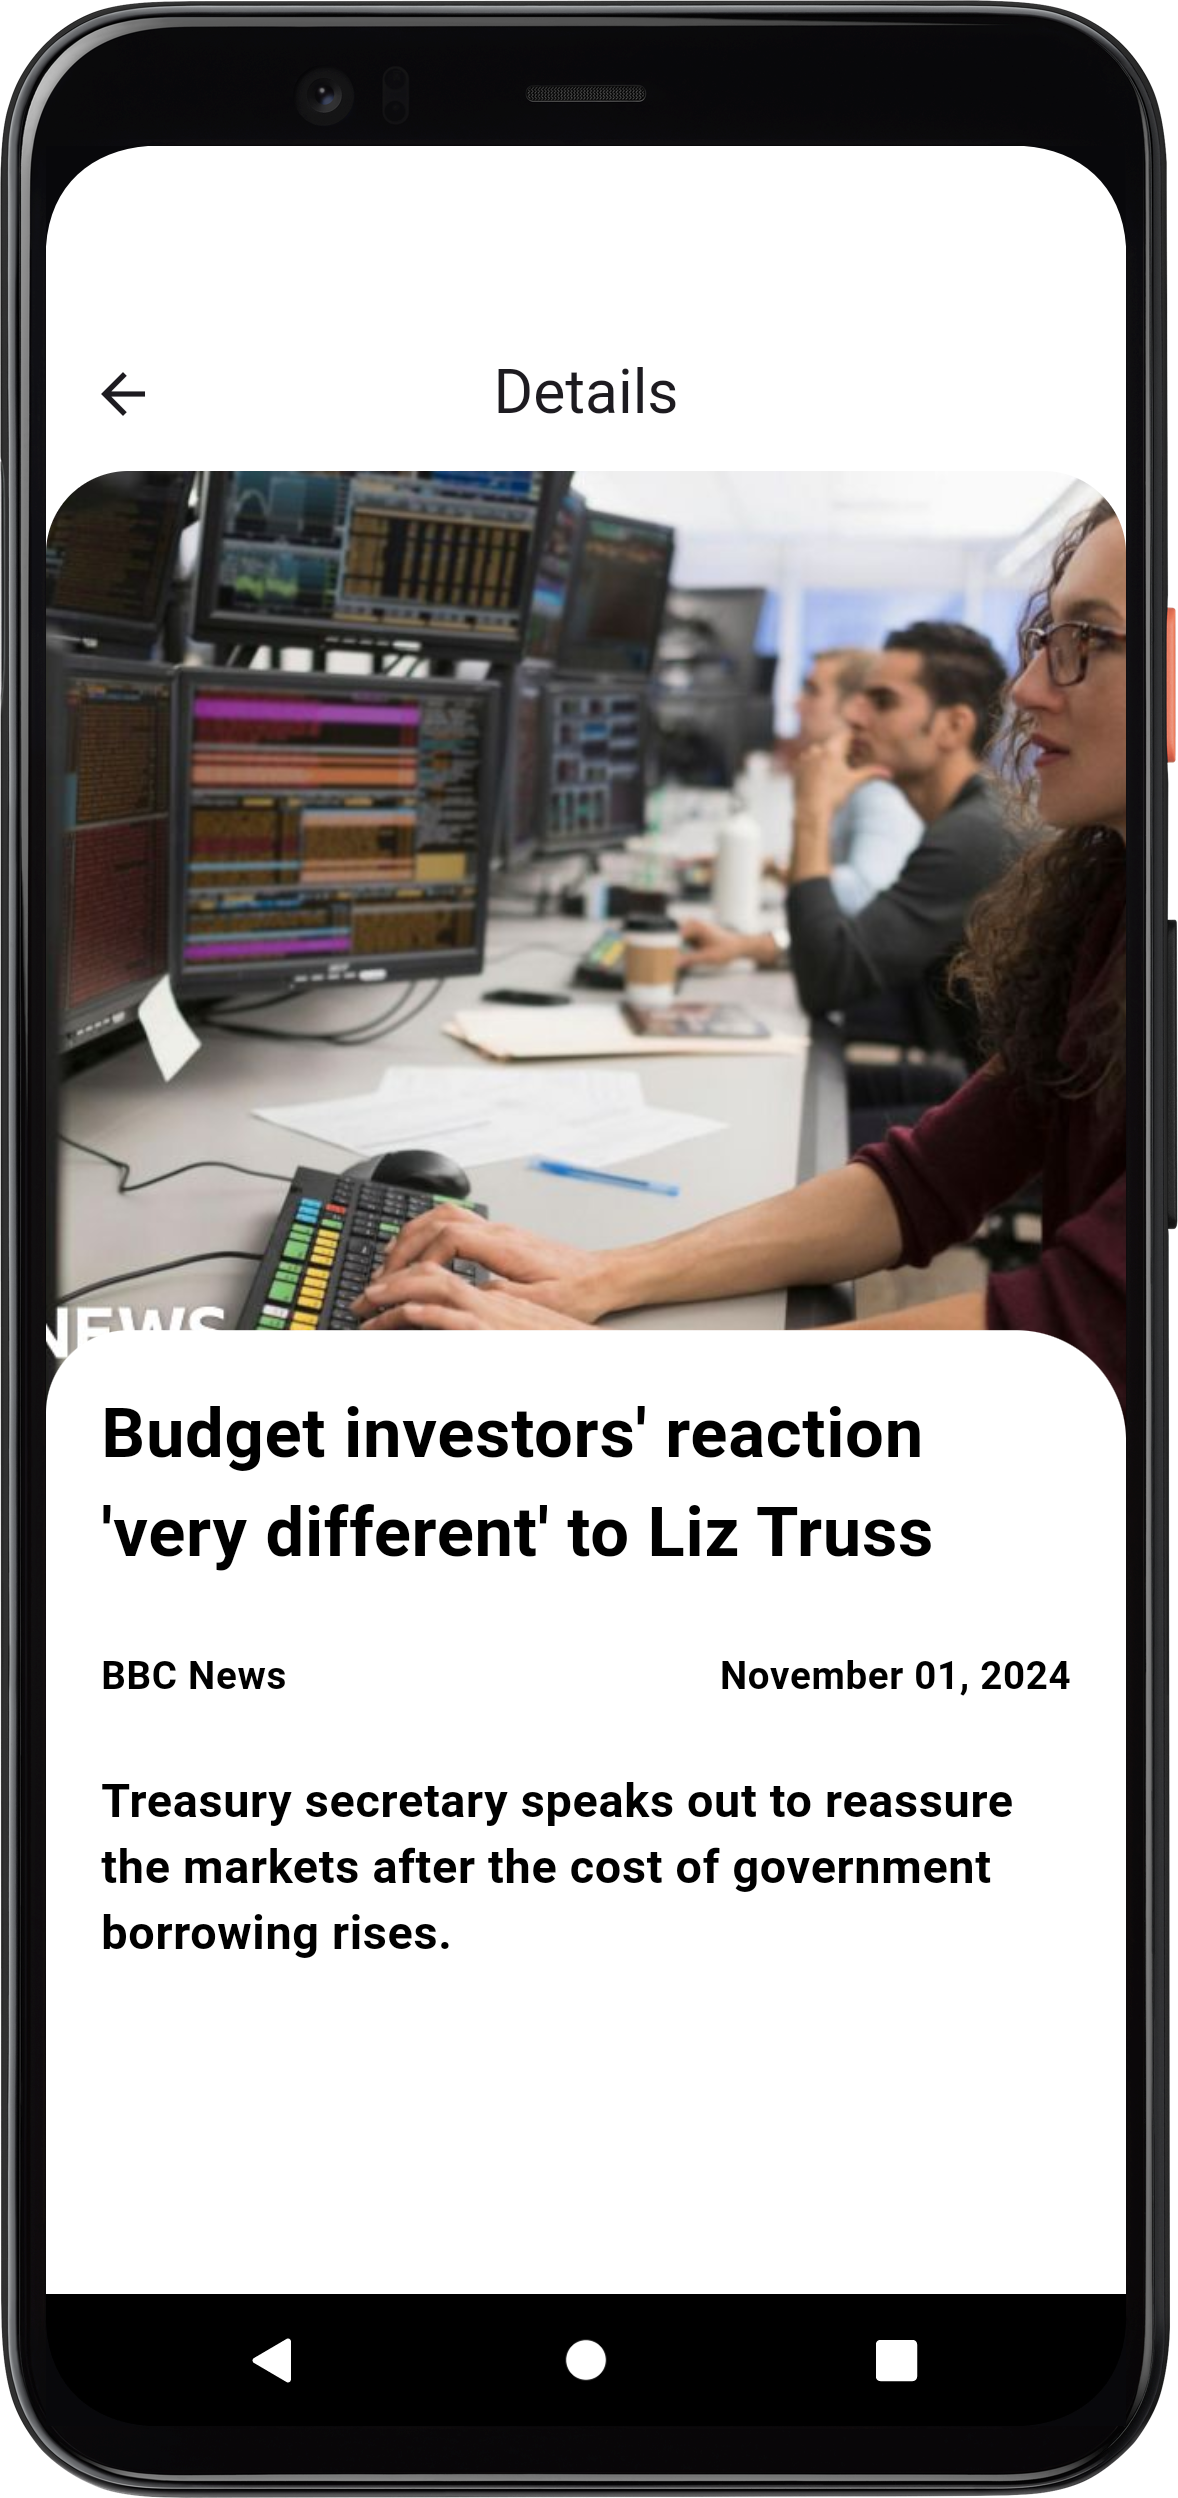 Details
NEWS
Budget investors' reaction
'very different' to Liz Truss
BBC News
November 01, 2024
Treasury secretary speaks out to reassure
the markets after the cost of government
borrowing rises.